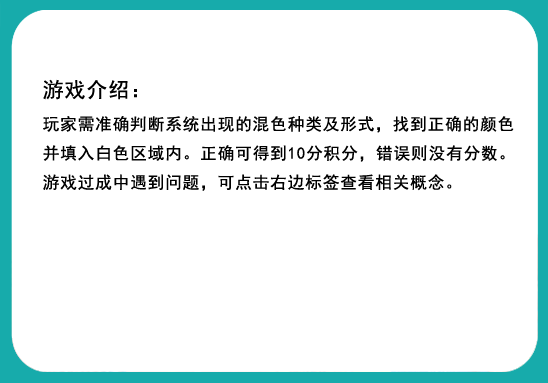 游戏介绍：
玩家需准确判断系统出现的混色种类及形式，找到正确的颜色
并填入白色区域内。正确可得到10分积分，错误则没有分数。
游戏过成中遇到问题，可点击右边标签查看相关概念。